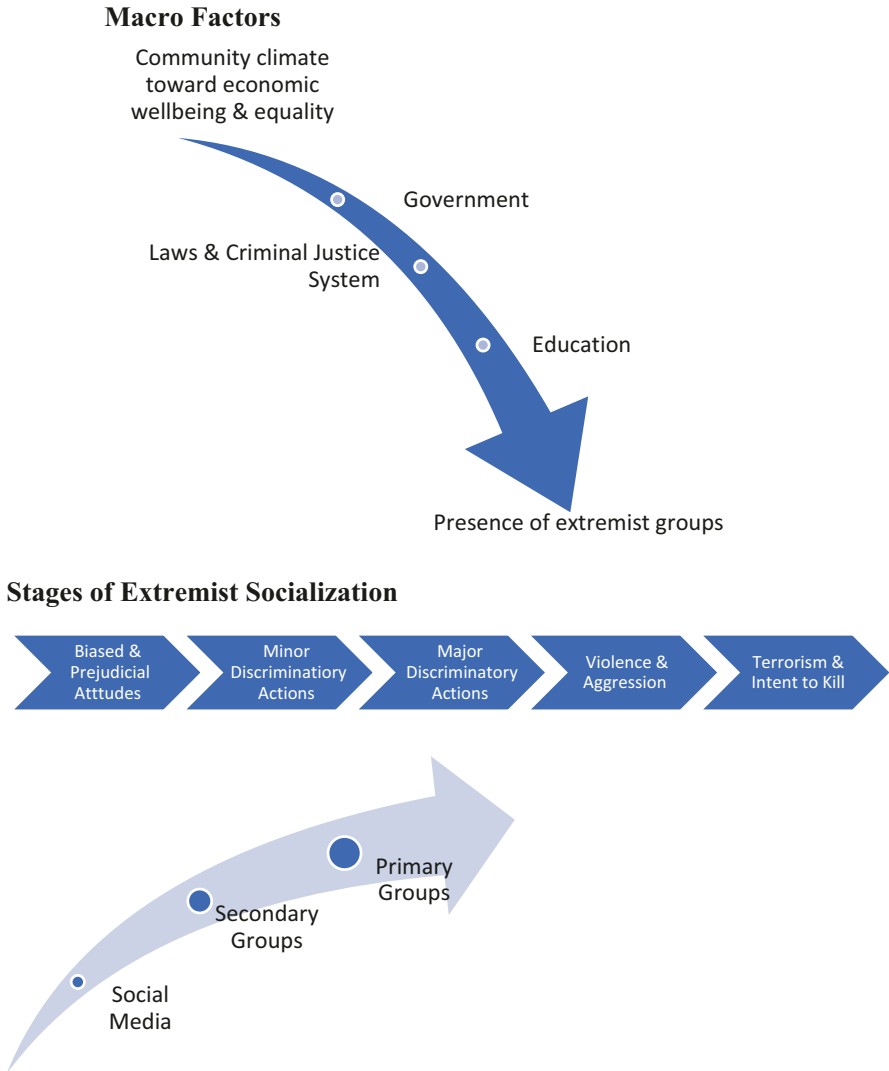 Macro Factors
Community climate
toward economic
wellbeing & equality
Government
Laws & Criminal Justice
System
Education
Presence of extremist groups
Stages of Extremist Socialization
Biased &
Prejudicial
Atttudes
Minor
Discriminatiory
Actions
Major
Discriminatory
Actions
Violence &
Aggression
Terrorism &
Intent to Kill
Primary
Groups
Secondary
Groups
Social
Media